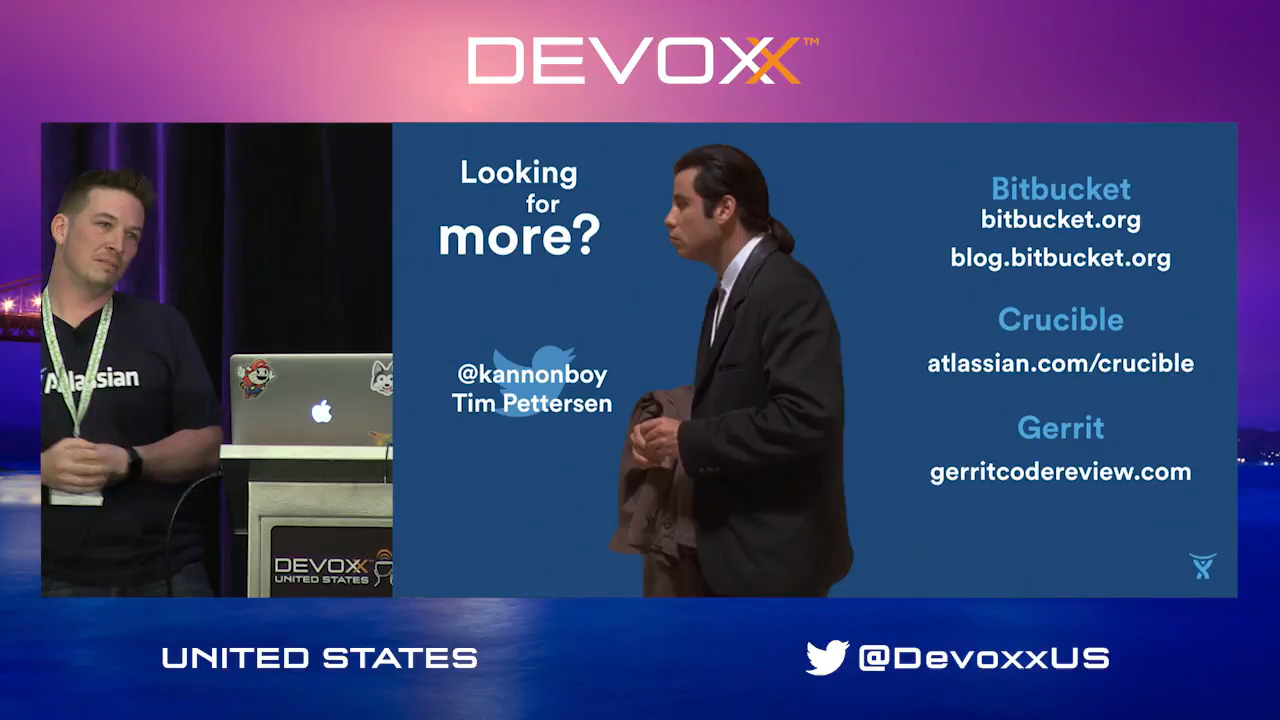 DEVOXX™
Looking
for
more?
@kannonboy
Tim Pettersen
Bitbucket
bitbucket.org
blog.bitbucket.org
Crucible
atlassian.com/crucible
Gerrit
gerritcodereview.com
Atlassian
DEVOXX
UNITED STATES
UNITED STATES
@DevoxxUS